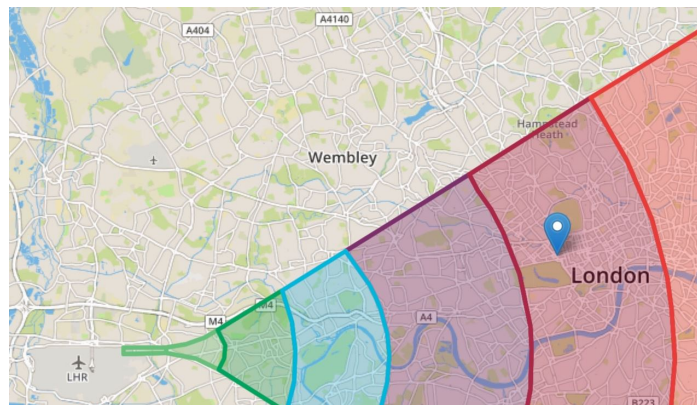 A404
A4140
Hampstead
Heath
Wembley
London
M4
M4
A4
LHR
B223